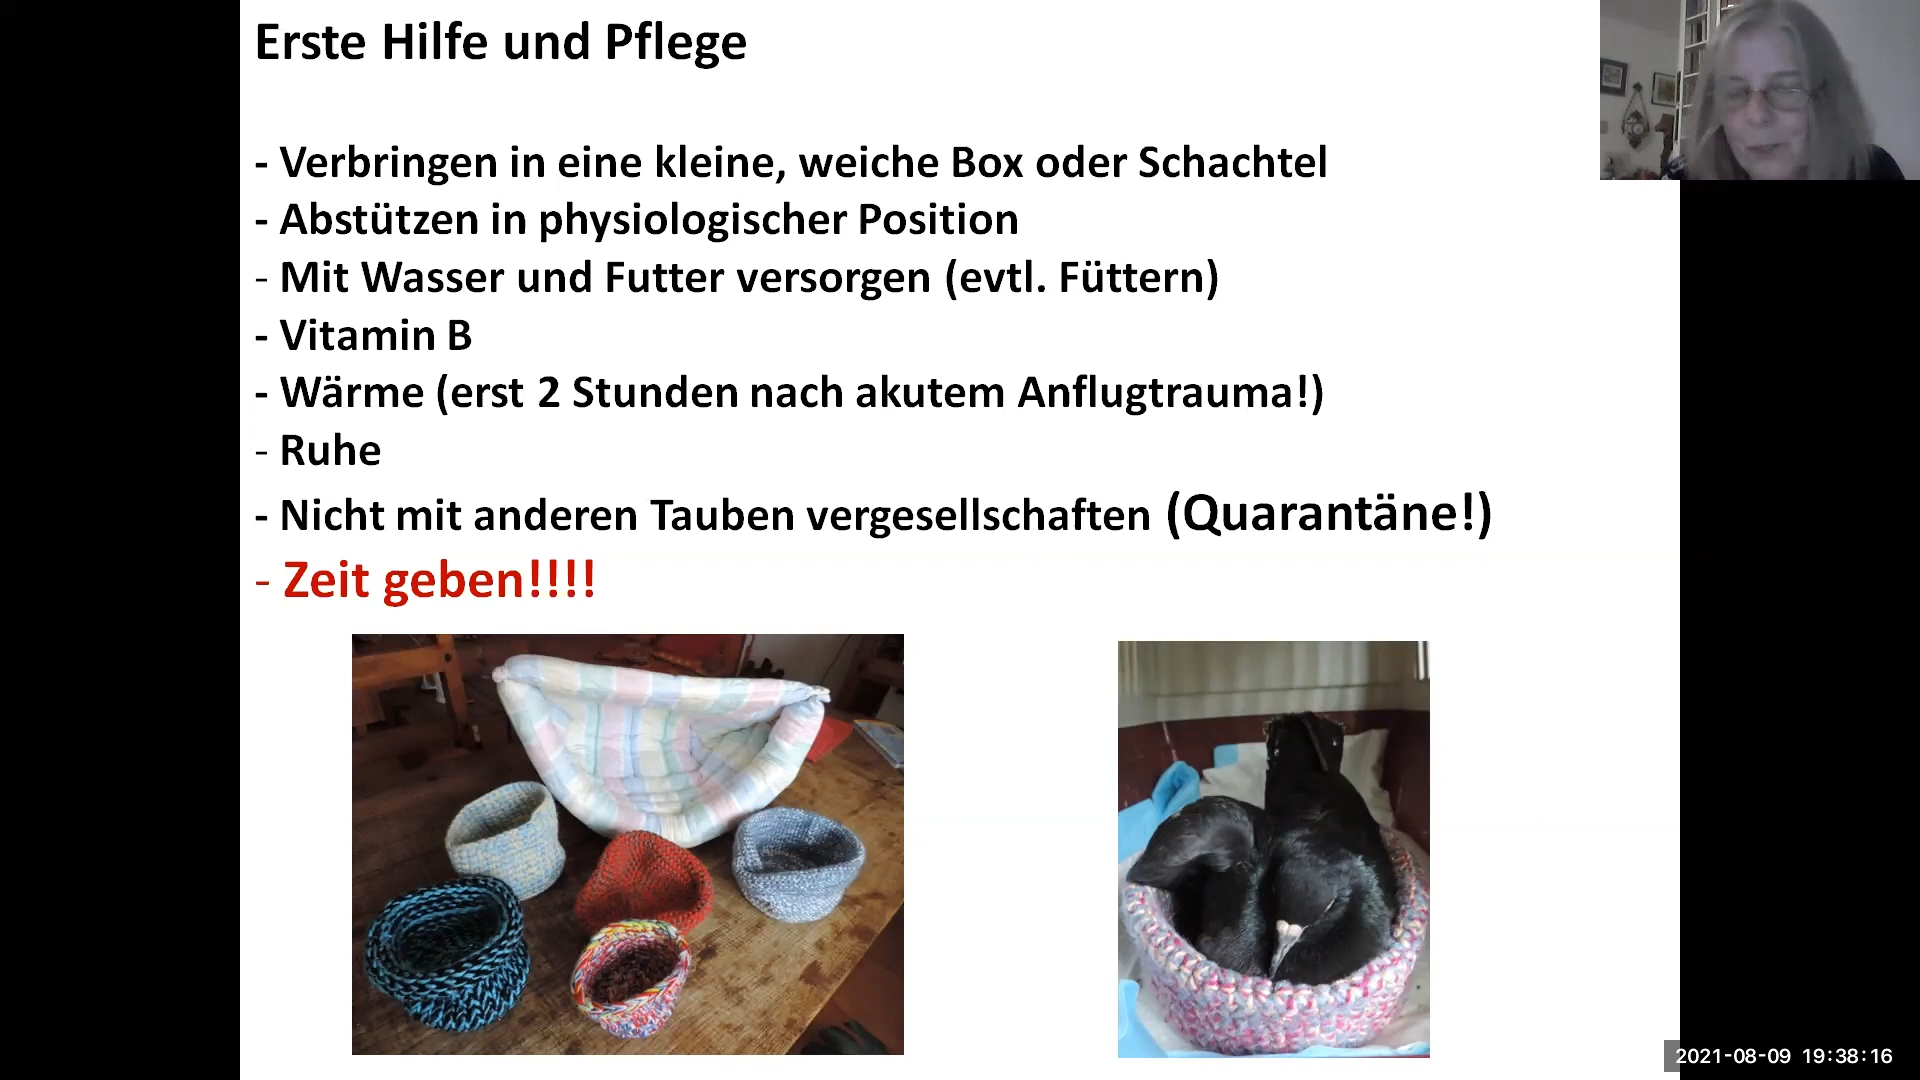 Erste Hilfe und Pflege
- Verbringen in eine kleine, weiche Box oder Schachtel
- Abstützen in physiologischer Position
- Mit Wasser und Futter versorgen (evtl. Füttern)
- Vitamin B
- Wärme (erst 2 Stunden nach akutem Anflugtrauma!)
- Ruhe
- Nicht mit anderen Tauben vergesellschaften (Quarantäne!)
- Zeit geben!!!!
2021-08-09 19:38:16